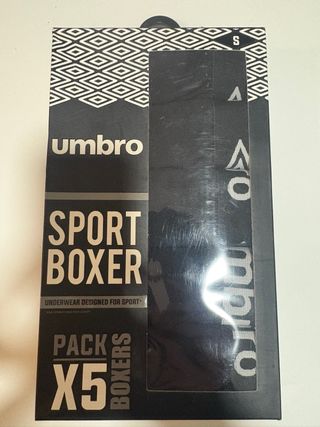 S
umbro
SPORT
BOXER
UNDERWEAR DESIGNED FOR SPORT
PACK
X5
BOXERS
umbro